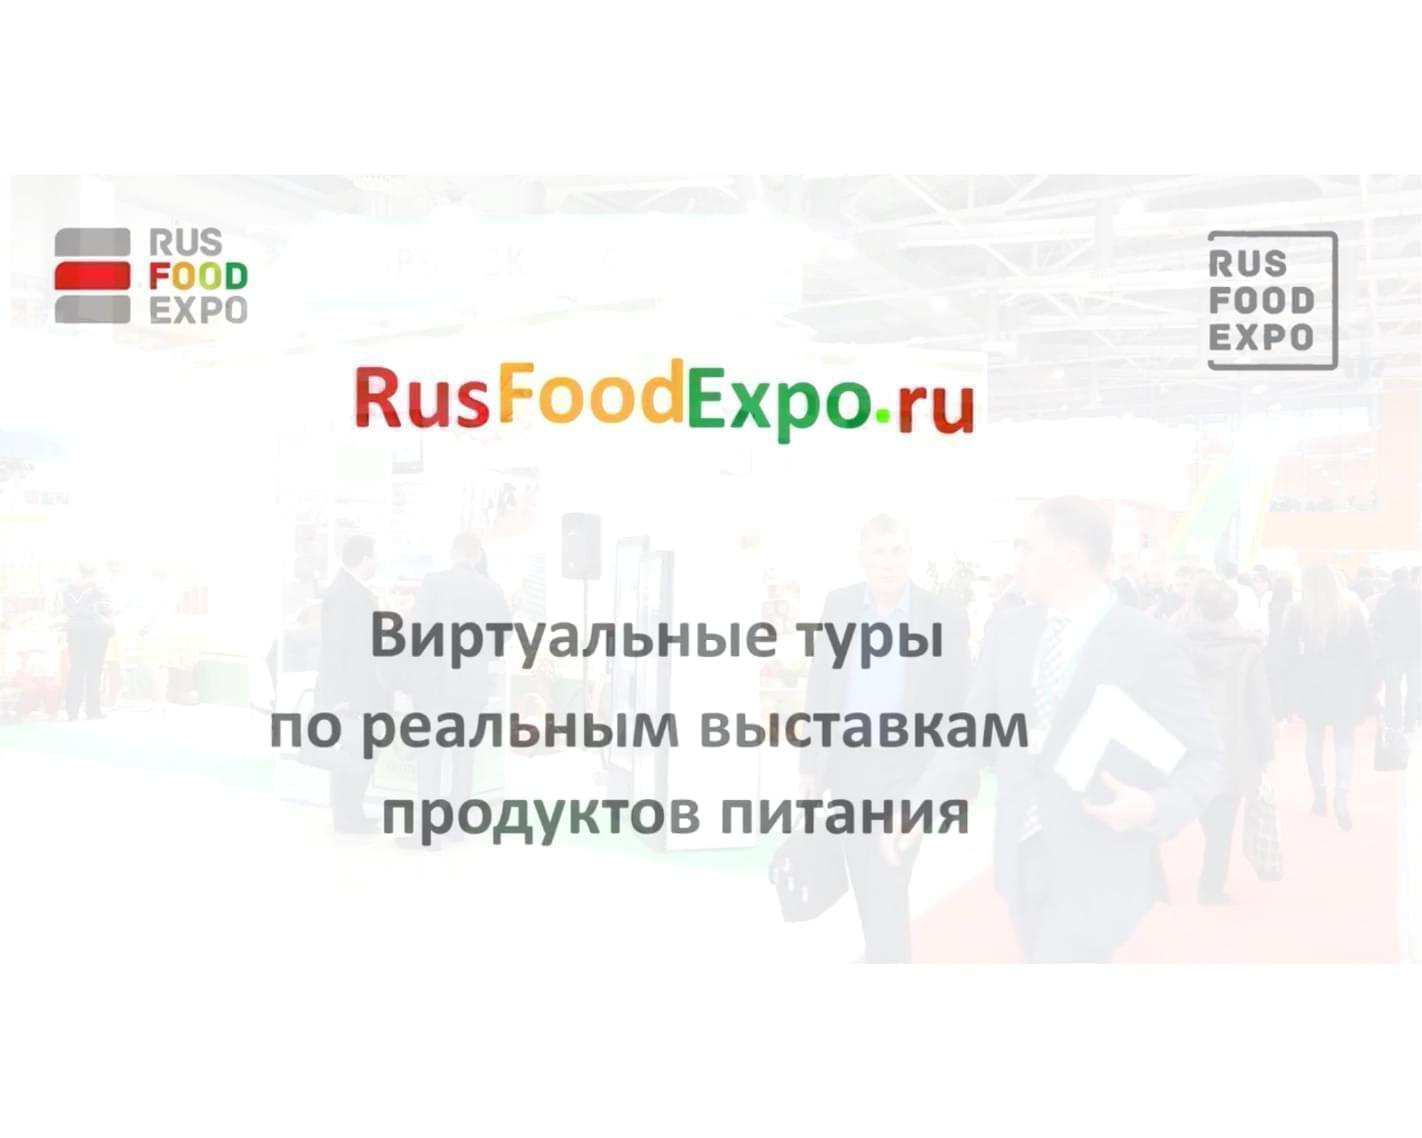 RUS
FOOD
EXPO
RUS
FOOD
EXPO
RusFoodExpo.ru
Виртуальные туры
по реальным выставкам
продуктов питания